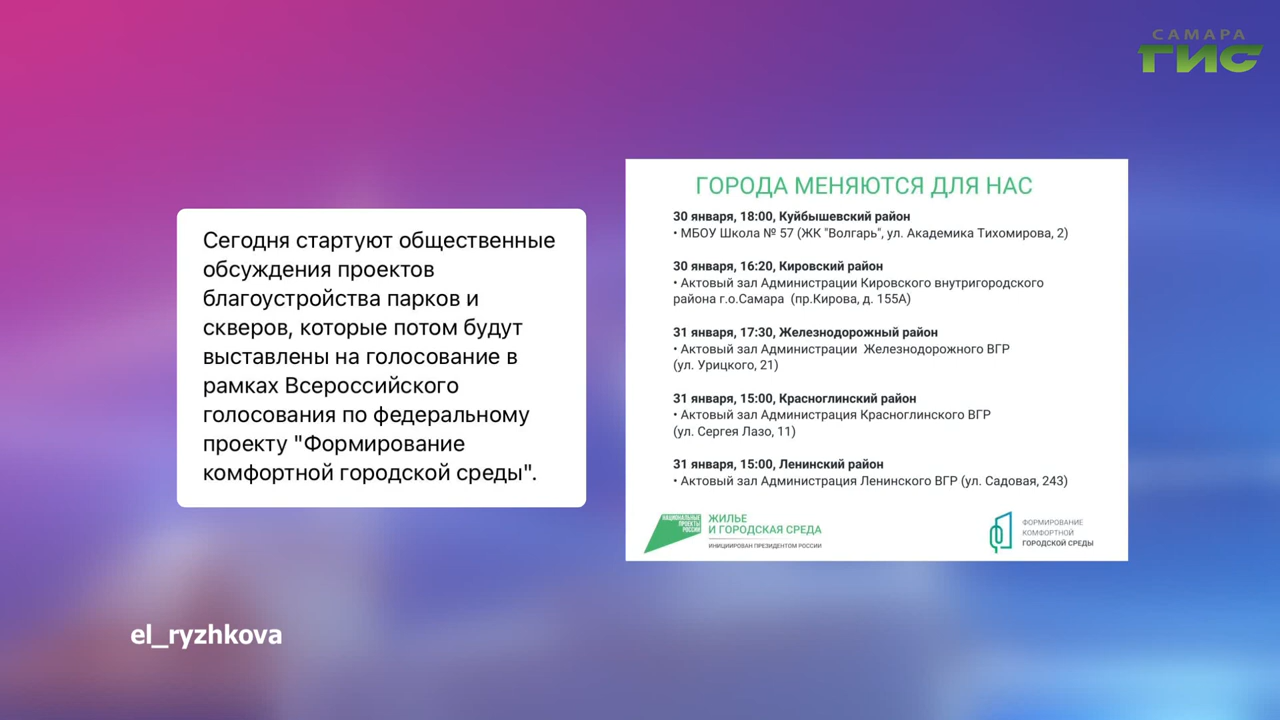 САМАРА
ГИС
Сегодня стартуют общественные
обсуждения проектов
благоустройства парков и
скверов, которые потом будут
выставлены на голосование в
рамках Всероссийского
голосования по федеральному
проекту "Формирование
комфортной городской среды".
ГОРОДА МЕНЯЮТСЯ ДЛЯ НАС
30 января, 18:00, Куйбышевский район
• МБОУ Школа № 57 (ЖК "Волгарь", ул. Академика Тихомирова, 2)
30 января, 16:20, Кировский район
• Актовый зал Администрации Кировского внутригородского
района г.о.Самара (пр.Кирова, д. 155А)
31 января, 17:30, Железнодорожный район
• Актовый зал Администрации Железнодорожного ВГР
(ул. Урицкого, 21)
31 января, 15:00, Красноглинский район
• Актовый зал Администрация Красноглинского ВГР
(ул. Сергея Лазо, 11)
31 января, 15:00, Ленинский район
• Актовый зал Администрация Ленинского ВГР (ул. Садовая, 243)
НАЦИОНАЛЬНЫЕ
ПРОЕКТЫ
РОССИИ
ЖИЛЬЕ
И ГОРОДСКАЯ СРЕДА
ИНИЦИИРОВАН ПРЕЗИДЕНТОМ РОССИИ
ФОРМИРОВАНИЕ
КОМФОРТНОЙ
ГОРОДСКОЙ СРЕДЫ
el_ryzhkova